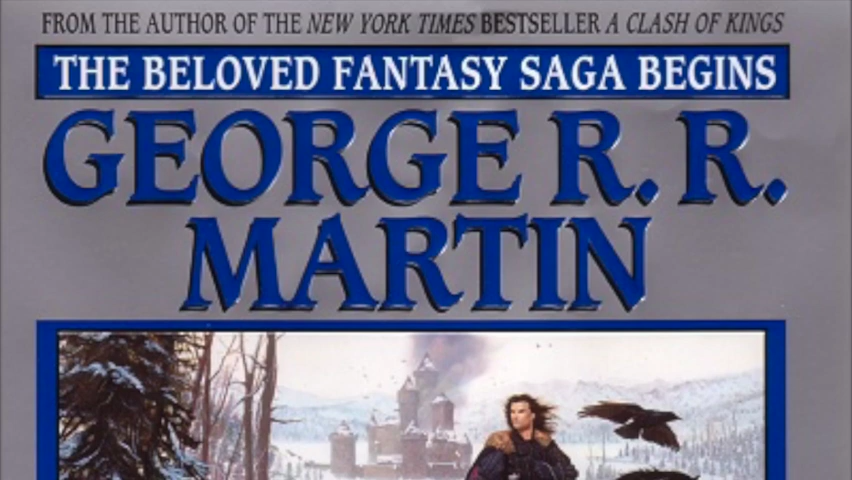 FROM THE AUTHOR OF THE NEW YORK TIMES BESTSELLER A CLASH OF KINGS
THE BELOVED FANTASY SAGA BEGINS
GEORGE R. R.
MARTIN